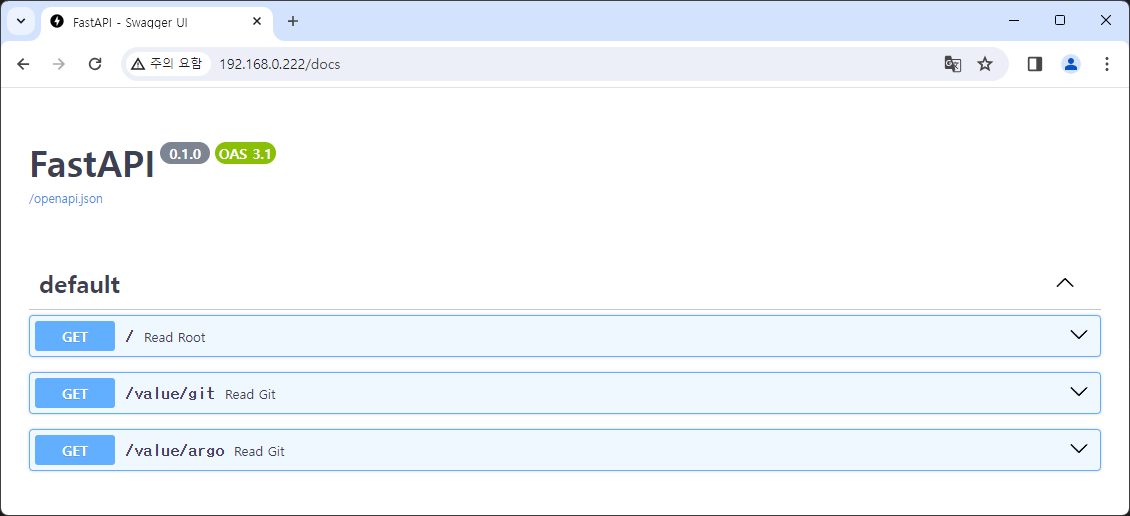 FastAPI - Swagger UI
주의 요함 192.168.0.222/docs
FastAPI 0.1.0 OAS 3.1
/openapi.json
default
GET / Read Root
GET /value/git Read Git
GET /value/argo Read Git